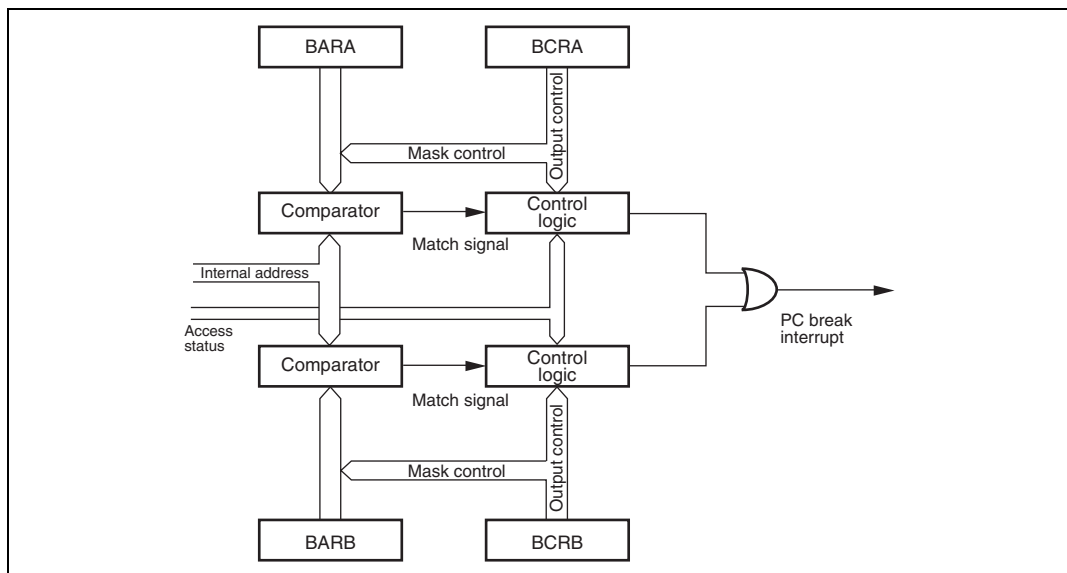 BARA
BCRA
Output control
Mask control
Comparator
Match signal
Control
logic
Internal address
Access
status
PC break
interrupt
Comparator
Match signal
Control
logic
Mask control
Output control
BARB
BCRB